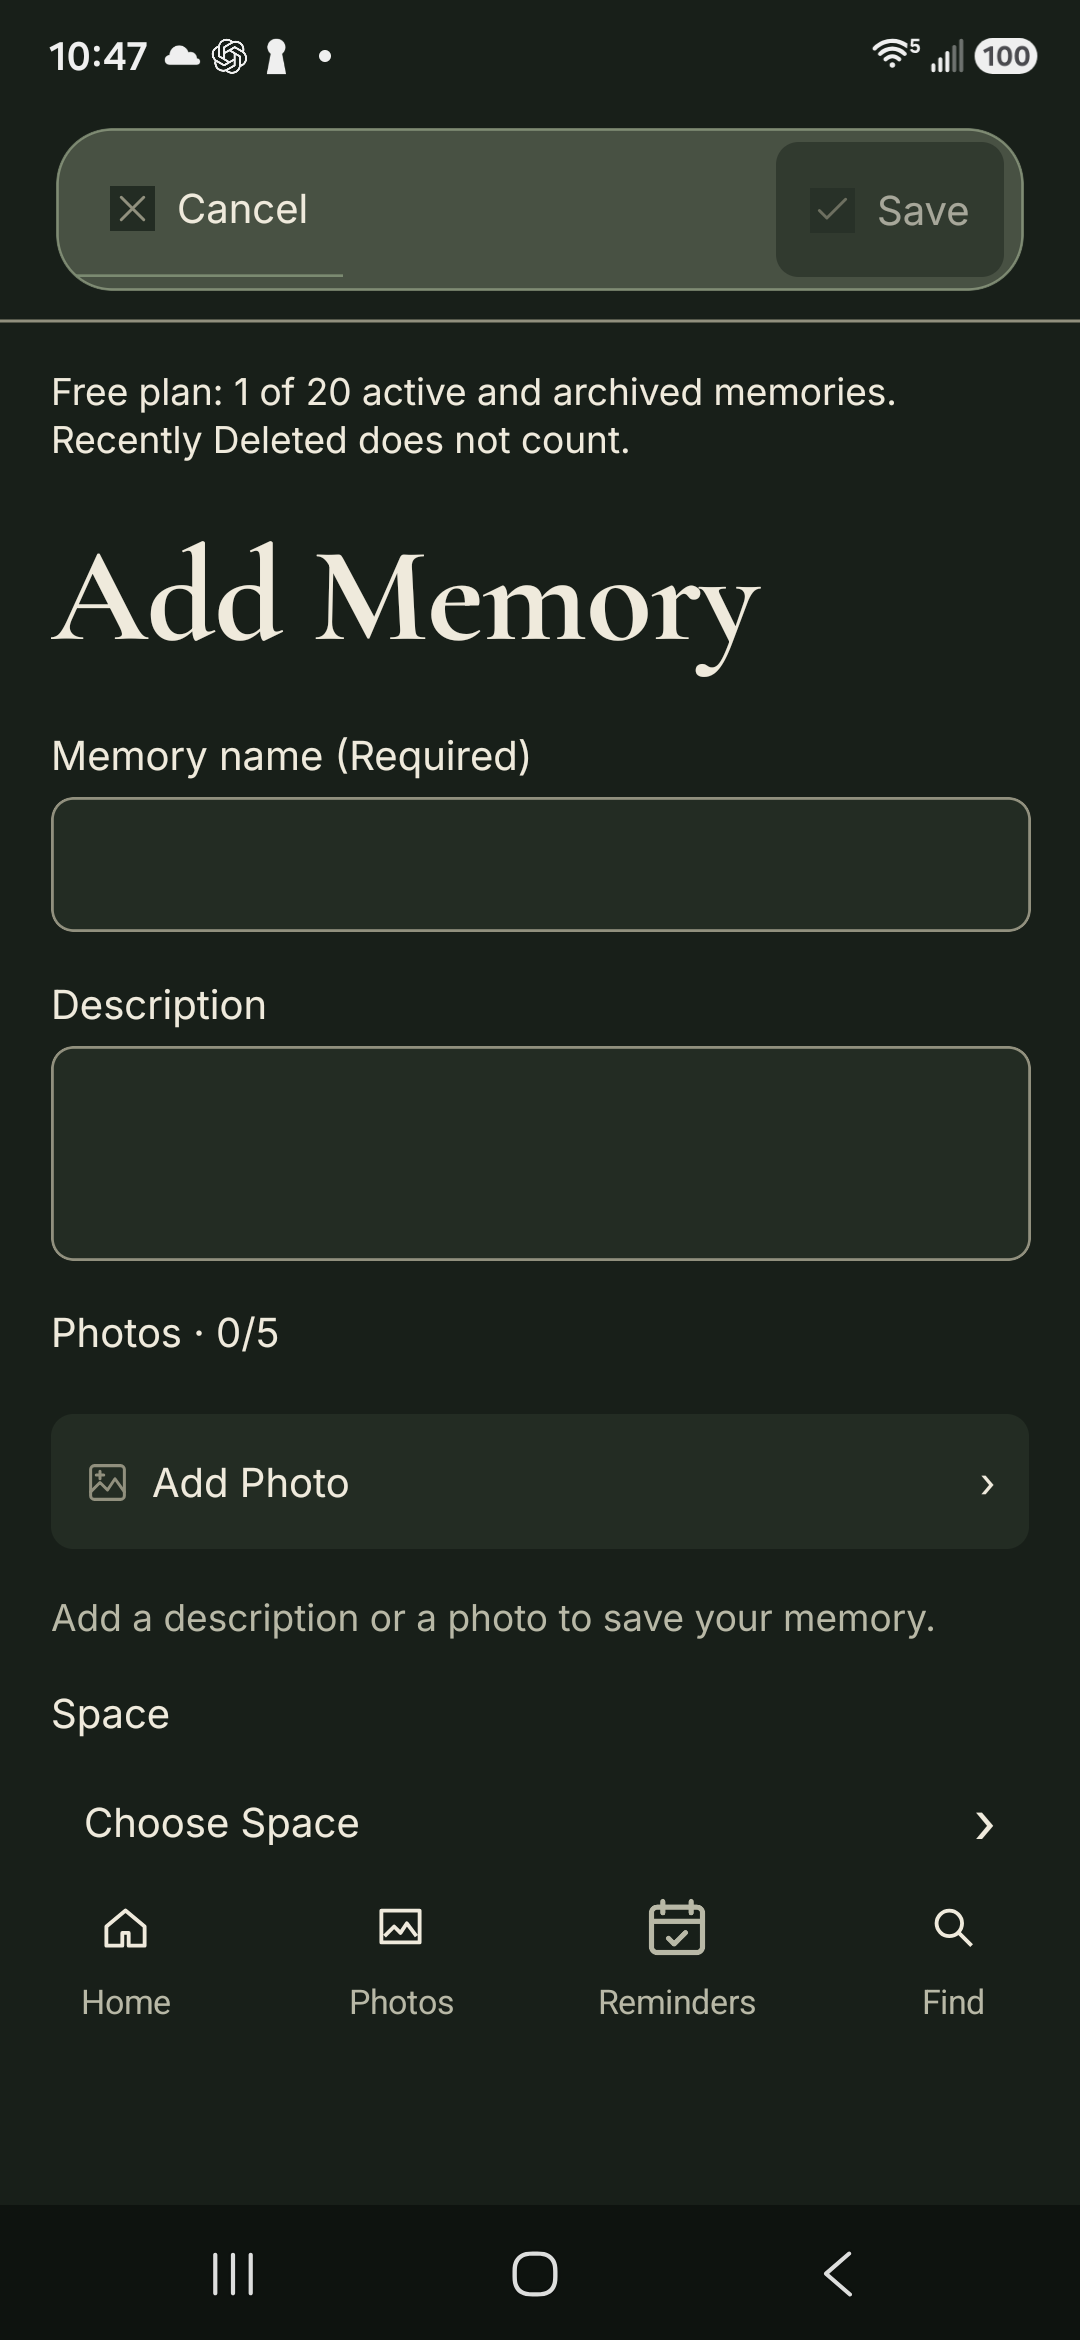 10:47
5
100
Cancel
Save
Free plan: 1 of 20 active and archived memories.
Recently Deleted does not count.
Add Memory
Memory name (Required)
Description
Photos · 0/5
Add Photo
Add a description or a photo to save your memory.
Space
Choose Space
Home
Photos
Reminders
Find